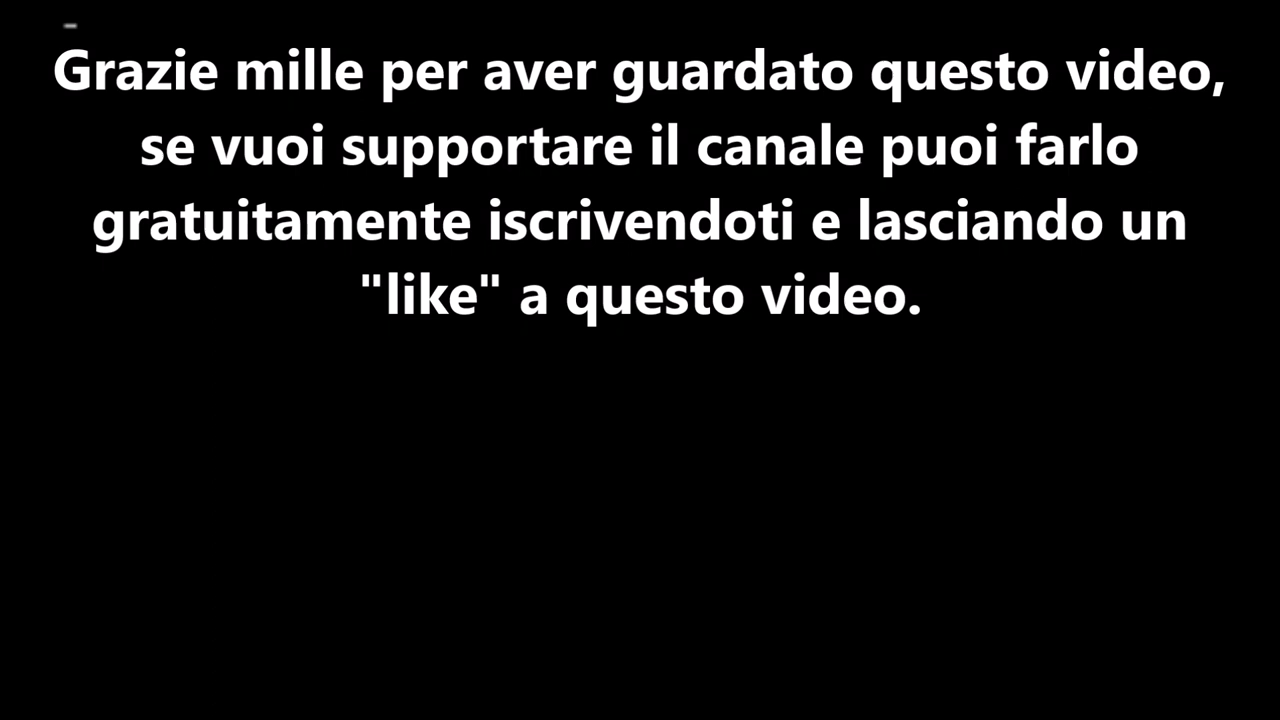 Grazie mille per aver guardato questo video,
se vuoi supportare il canale puoi farlo
gratuitamente iscrivendoti e lasciando un
"like" a questo video.